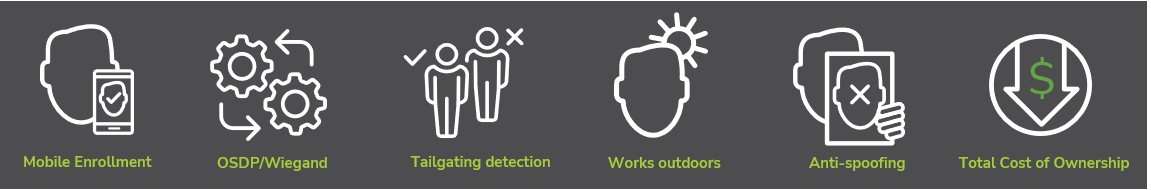 $
Mobile Enrollment
OSDP/Wiegand
Tailgating detection
Works outdoors
Anti-spoofing
Total Cost of Ownership